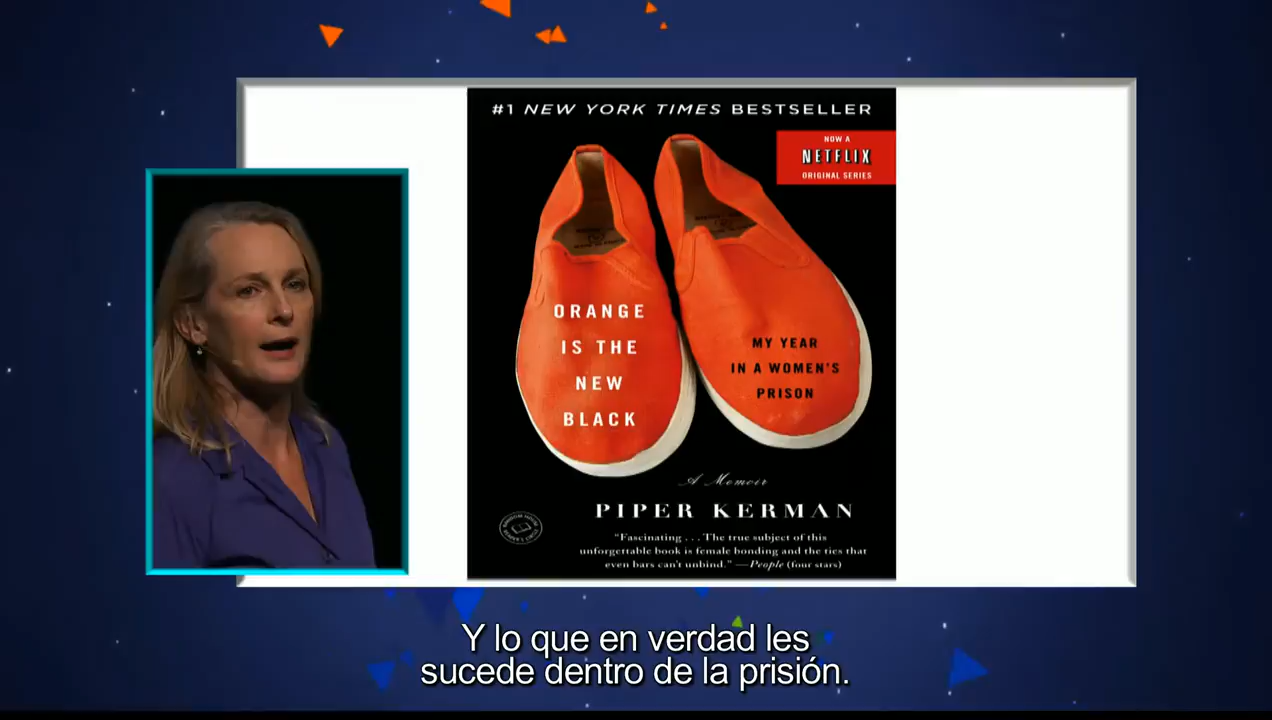 #1 NEW YORK TIMES BESTSELLER
NOW A
NETFLIX
ORIGINAL SERIES
ORANGE
IS THE
NEW
BLACK
MY YEAR
IN A WOMEN'S
PRISON
A Memoir
PIPER KERMAN
"Fascinating . . . The true subject of this
unforgettable book is female bonding and the ties that
even bars can't unbind." —People (four stars)
Y lo que en verdad les
sucede dentro de la prisión.